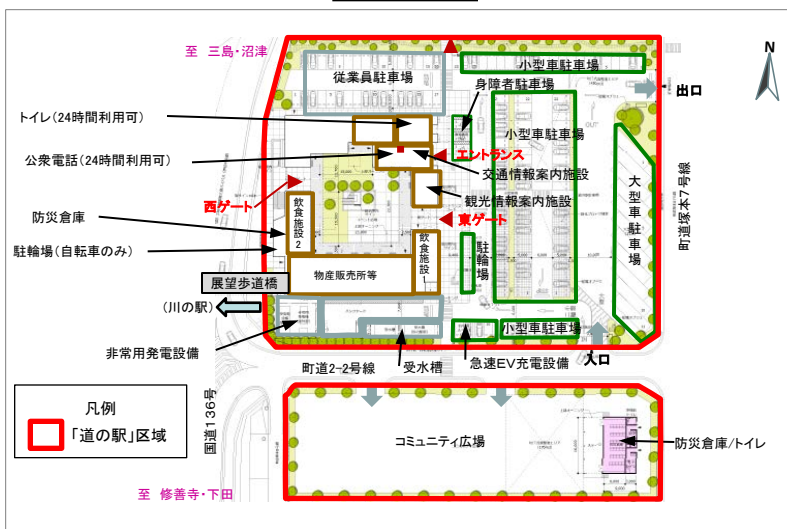 至 三島・沼津
従業員駐車場
小型車駐車場
身障者駐車場
出口
N
トイレ(24時間利用可)
小型車駐車場
公衆電話(24時間利用可)
エントランス
交通情報案内施設
西ゲート
観光情報案内施設
大型車駐車場
町道塚本7号線
防災倉庫
飲食施設2
東ゲート
駐輪場(自転車のみ)
飲食施設1
駐輪場
展望歩道橋
物産販売所等
(川の駅)
小型車駐車場
非常用発電設備
町道2-2号線
受水槽
急速EV充電設備
入口
国道136号
凡例
「道の駅」区域
コミュニティ広場
防災倉庫/トイレ
至 修善寺・下田